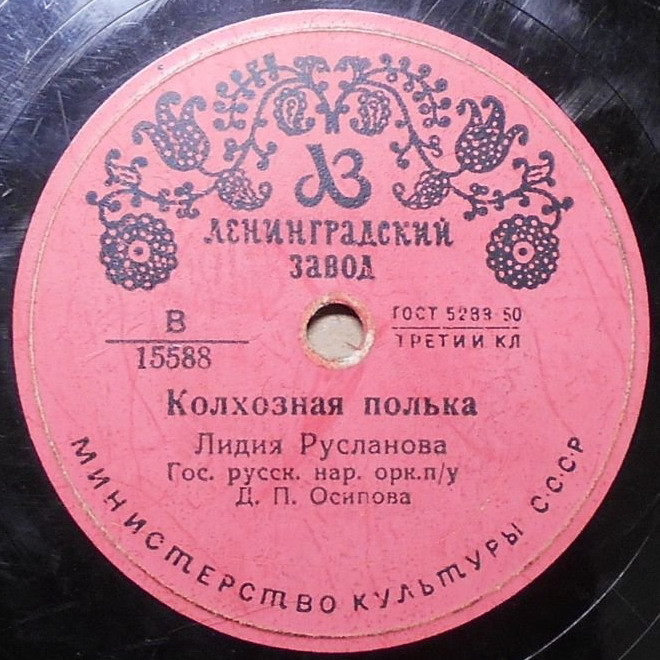 ЛЗ
ЛЕНИНГРАДСКИЙ
ЗАВОД
В
15588
ГОСТ 5289-50
ТРЕТИЙ КЛ
Колхозная полька
Лидия Русланова
Гос. русск. нар. орк.п/у
Д. П. Осипова
МИНИСТЕРСТВО КУЛЬТУРЫ СССР